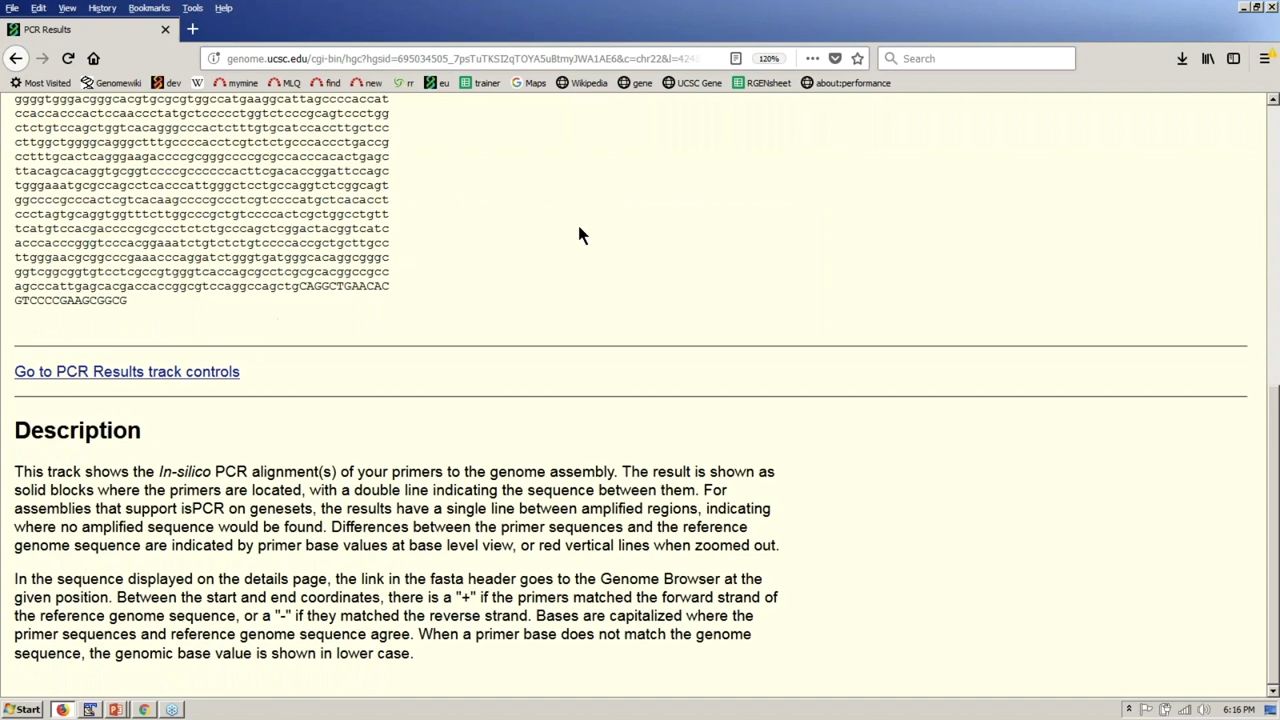 File Edit View History Bookmarks Tools Help
PCR Results
genome.ucsc.edu/cgi-bin/hgc?hgsid=695034505_7psTuTKSI2qTOYA5uBtmyJWA1AE6&c=chr22&l=424
120%
Search
Most Visited Genomewiki dev mymine MLQ find new rr eu trainer Maps Wikipedia gene UCSC Gene RGENsheet about:performance
ggggtgggacgggcacgtgcgcgtggccatgaaggcattagcccccaccat
ccaccacccactccaaccctatgctcccccctggtctcccgcagtccctgg
ctctgtccagctggtcacagggcccactctttgtgcatccaccttgctcc
cttggctggggcagggctttgccccacctcgtctctgcaccctgaccg
cctttgcactcagggaagaccccgcgggccccgcgccacccacactgagc
ttacagcacaggtgcggtccccgccccccacttcgacaccggattccagg
tgggaaatgcgccagcctcacccattgggctcctgccaggtctcggcagt
ggccccgcccactcgtcacaagccccgccctcgtccccatgctcacacct
ccctagtgcaggtggtttcttggcccgctgtccccactcgctggcctgtt
tcatgtccacgaccccgcgccctctctgcccagctcggactacggtcatc
acccacccgggtcccacggaaatctgtctctgtccccaccgctgcttgcc
ttgggaacgcggcccgaaacccaggatctgggtgatgggcacaggcgggc
ggtcggcggtgtcctcgccgtgggtcaccagcgcctcgcgcacggccgcc
agcccattgagcacgaccaccggcgtccaggccagctgCAGGCTGAACAC
GTCCCCGAAGCGGCG
Go to PCR Results track controls
Description
This track shows the In-silico PCR alignment(s) of your primers to the genome assembly. The result is shown as
solid blocks where the primers are located, with a double line indicating the sequence between them. For
assemblies that support isPCR on genesets, the results have a single line between amplified regions, indicating
where no amplified sequence would be found. Differences between the primer sequences and the reference
genome sequence are indicated by primer base values at base level view, or red vertical lines when zoomed out.
In the sequence displayed on the details page, the link in the fasta header goes to the Genome Browser at the
given position. Between the start and end coordinates, there is a "+" if the primers matched the forward strand of
the reference genome sequence, or a "-" if they matched the reverse strand. Bases are capitalized where the
primer sequences and reference genome sequence agree. When a primer base does not match the genome
sequence, the genomic base value is shown in lower case.
Start
6:16 PM